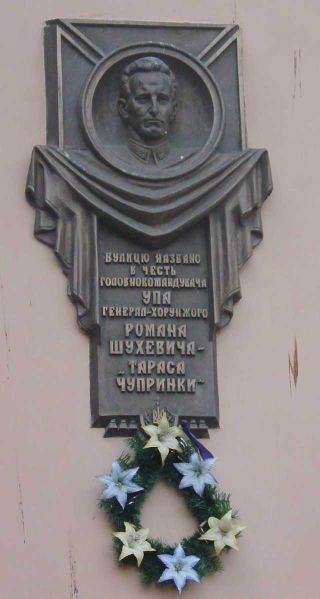 ВУЛИЦЮ НАЗВАНО
В ЧЕСТЬ
ГОЛОВНОКОМАНДУВАЧА
УПА
ГЕНЕРАЛ-ХОРУНЖОГО
РОМАНА
ШУХЕВИЧА-
„ТАРАСА
ЧУПРИНКИ"